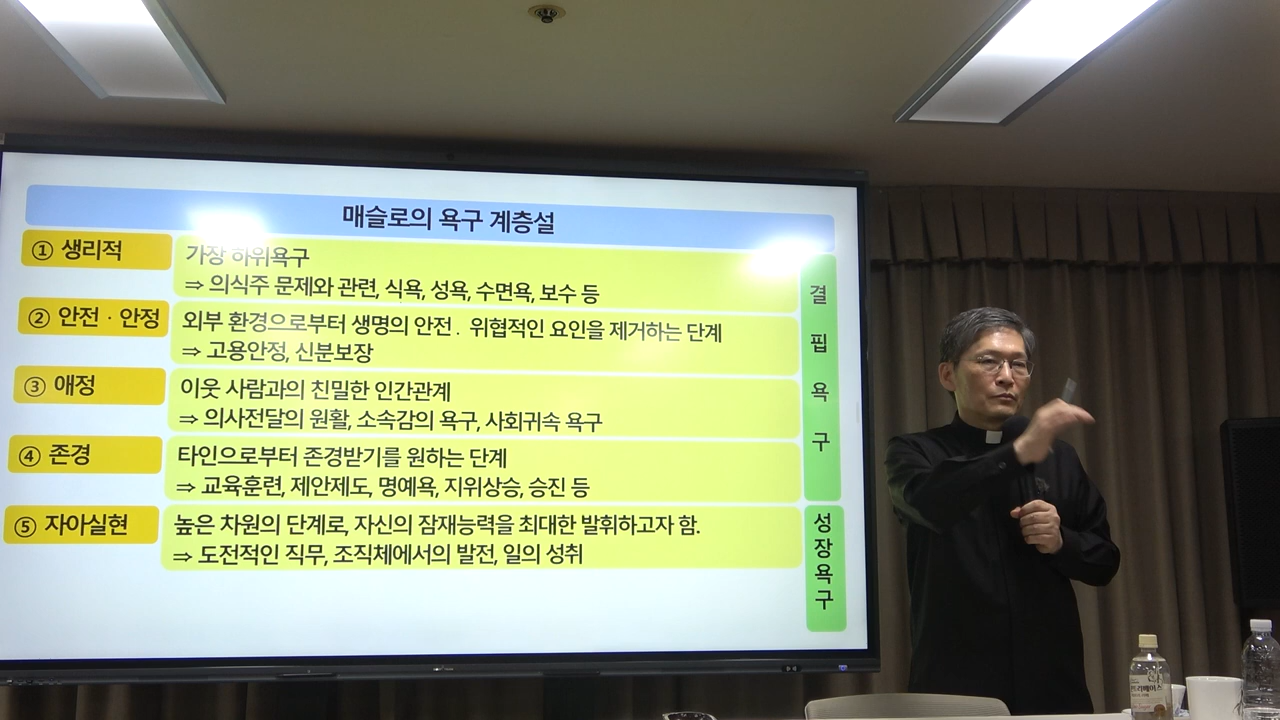 매슬로의 욕구 계층설
① 생리적
가장 하위욕구
⇒ 의식주 문제와 관련, 식욕, 성욕, 수면욕, 보수 등
② 안전 · 안정
외부 환경으로부터 생명의 안전. 위협적인 요인을 제거하는 단계
⇒ 고용안정, 신분보장
③ 애정
이웃 사람과의 친밀한 인간관계
⇒ 의사전달의 원활, 소속감의 욕구, 사회귀속 욕구
④ 존경
타인으로부터 존경받기를 원하는 단계
⇒ 교육훈련, 제안제도, 명예욕, 지위상승, 승진 등
결핍욕구
⑤ 자아실현
높은 차원의 단계로, 자신의 잠재능력을 최대한 발휘하고자 함.
⇒ 도전적인 직무, 조직체에서의 발전, 일의 성취
성장욕구